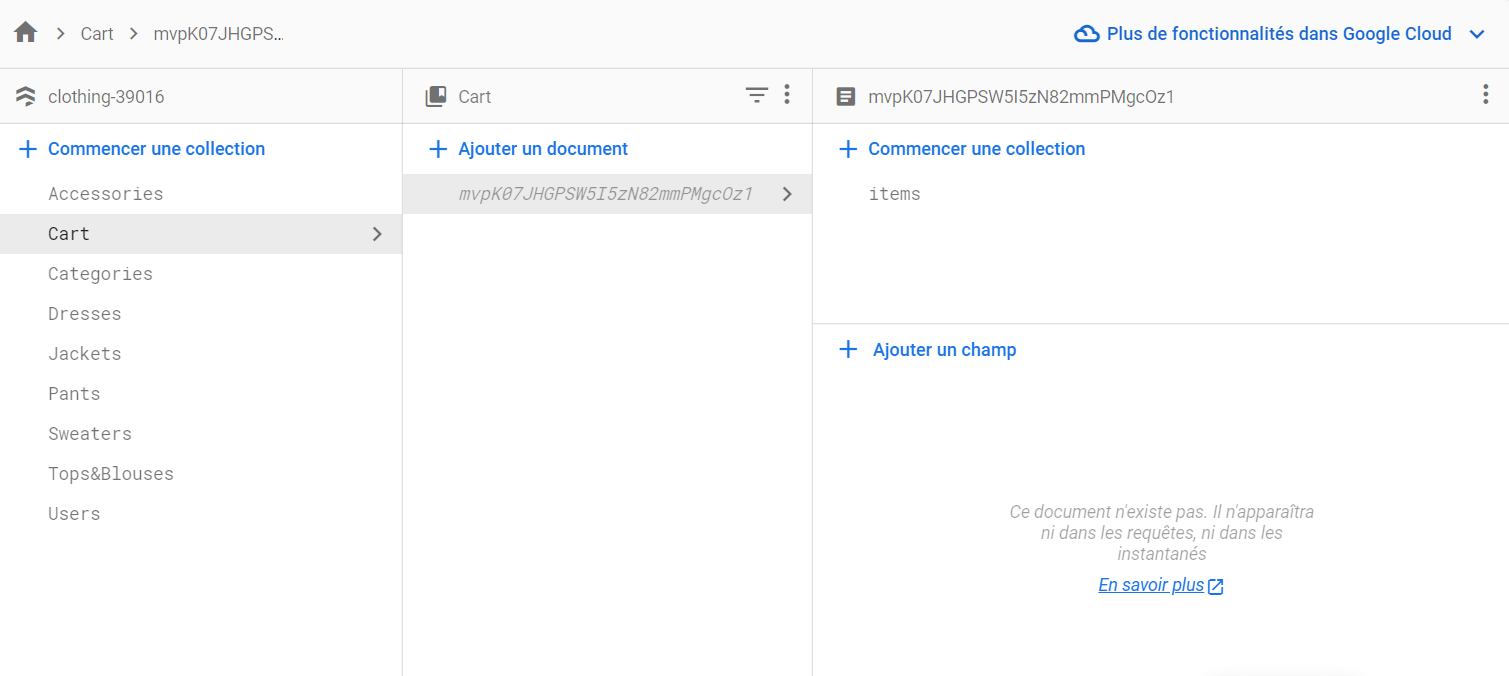 Cart
mvpK07JHGPS...
Plus de fonctionnalités dans Google Cloud
clothing-39016
Commencer une collection
Accessories
Cart
Categories
Dresses
Jackets
Pants
Sweaters
Tops&Blouses
Users
Cart
Ajouter un document
mvpK07JHGPSW5I5zN82mmPMgcOz1
mvpK07JHGPSW5I5zN82mmPMgcOz1
Commencer une collection
items
Ajouter un champ
Ce document n'existe pas. Il n'apparaîtra
ni dans les requêtes, ni dans les
instantanés
En savoir plus